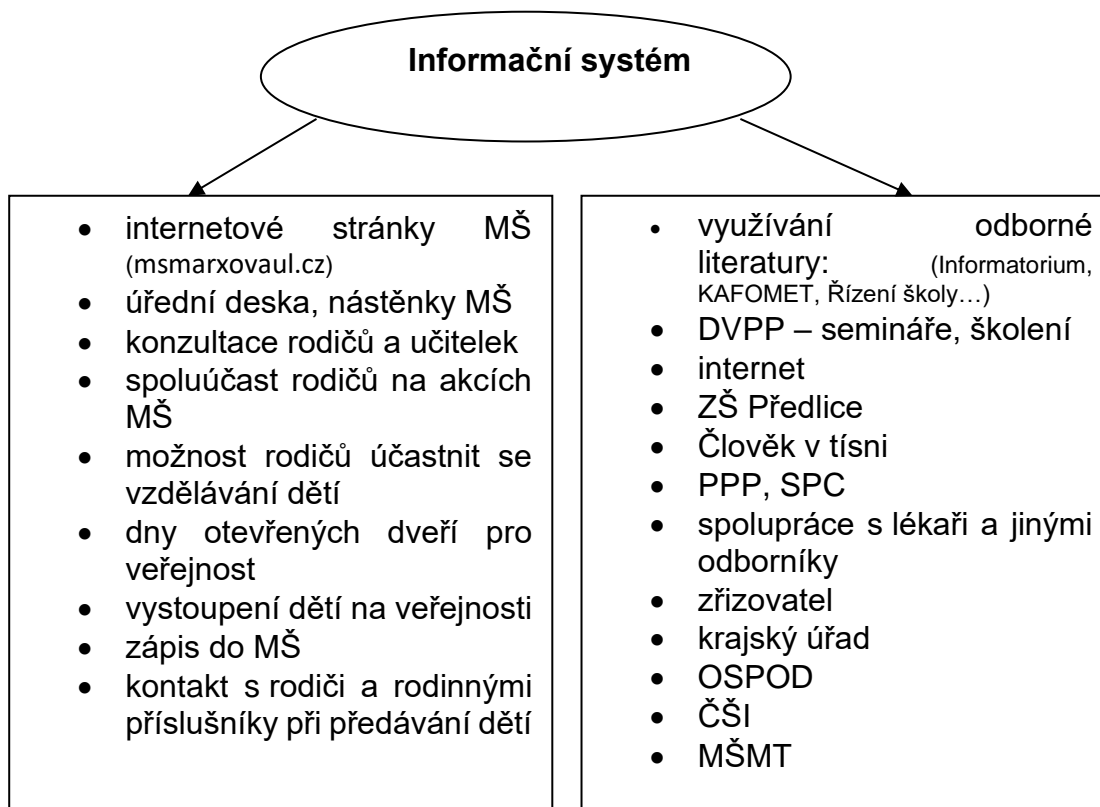 Informační systém
• internetové stránky MŠ
(msmarxovaul.cz)
• úřední deska, nástěnky MŠ
• konzultace rodičů a učitelek
• spoluúčast rodičů na akcích
MŠ
• možnost rodičů účastnit se
vzdělávání dětí
• dny otevřených dveří pro
veřejnost
• vystoupení dětí na veřejnosti
• zápis do MŠ
• kontakt s rodiči a rodinnými
příslušníky při předávání dětí
• využívání odborné
literatury: (Informatorium,
KAFOMET, Řízení školy…)
• DVPP – semináře, školení
• internet
• ZŠ Předlice
• Člověk v tísni
• PPP, SPC
• spolupráce s lékaři a jinými
odborníky
• zřizovatel
• krajský úřad
• OSPOD
• ČŠI
• MŠMT